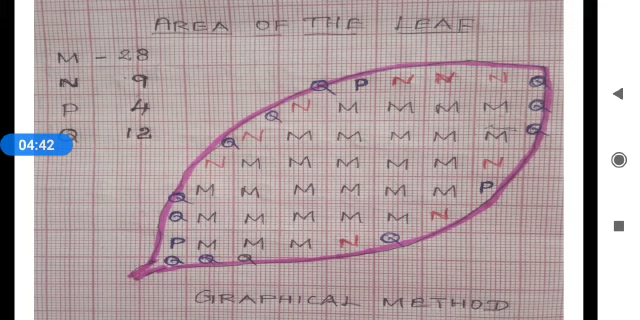 AREA OF THE LEAF
M - 28
N 9
P 4
Q 12
04:42
Q P N N N Q
Q N M M M M Q
Q N M M M M M Q
N M M M M M N
Q M M M M M M P
Q M M M M M N
P M M M N Q
Q Q Q
GRAPHICAL METHOD